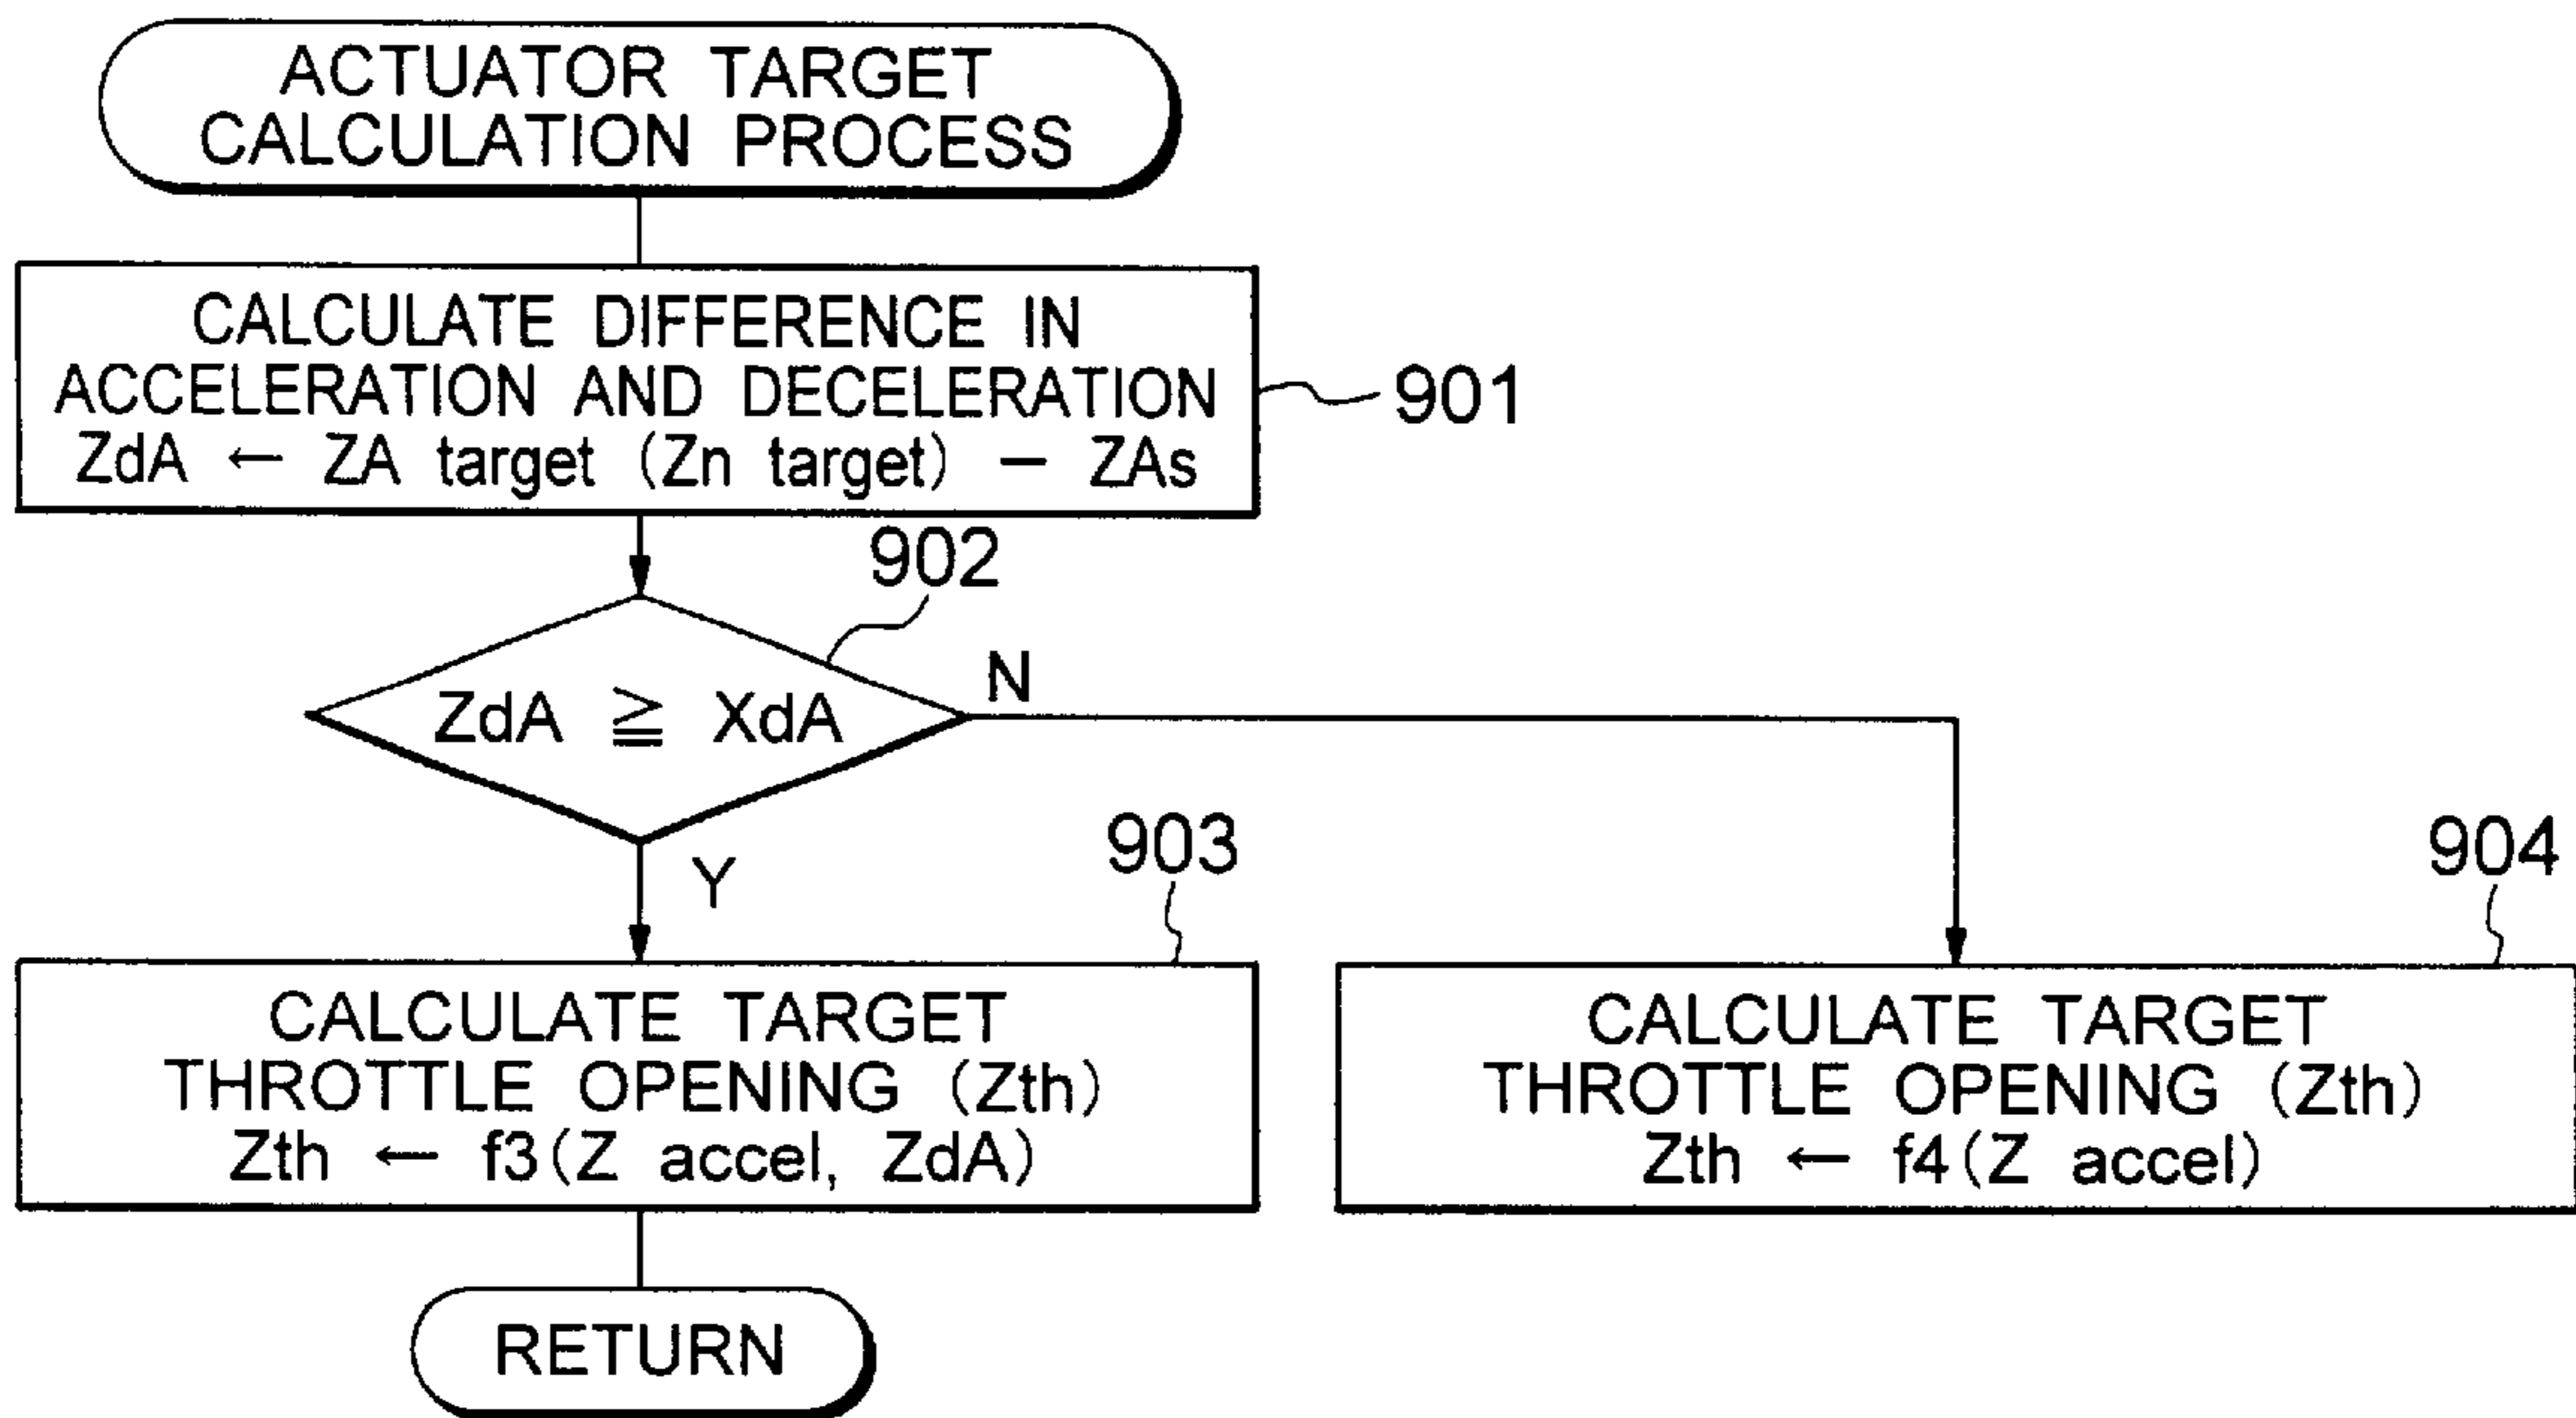 ACTUATOR TARGET
CALCULATION PROCESS
CALCULATE DIFFERENCE IN
ACCELERATION AND DECELERATION
ZdA ← ZA target (Zn target) − ZAs
901
902
ZdA ≧ XdA
N
Y
903
CALCULATE TARGET
THROTTLE OPENING (Zth)
Zth ← f3(Z accel, ZdA)
904
CALCULATE TARGET
THROTTLE OPENING (Zth)
Zth ← f4(Z accel)
RETURN